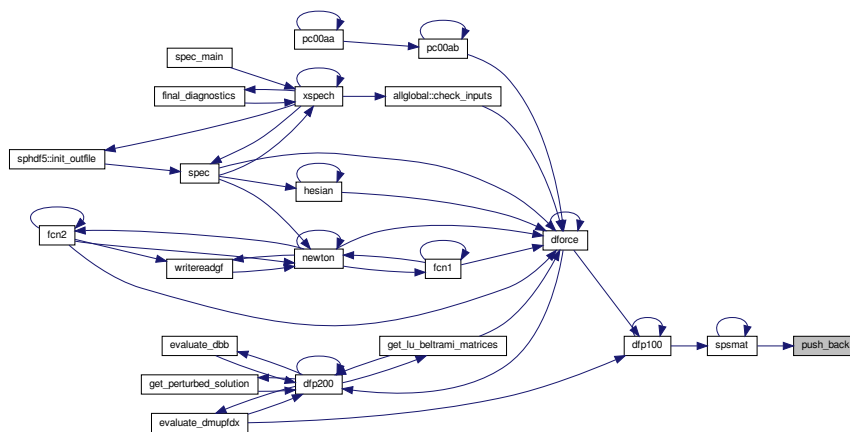 pc00aa
pc00ab
spec_main
final_diagnostics
xspech
allglobal::check_inputs
sphdf5::init_outfile
spec
hesian
fcn2
dforce
writereadgf
newton
fcn1
evaluate_dbb
get_lu_beltrami_matrices
dfp100
spsmat
push_back
get_perturbed_solution
dfp200
evaluate_dmupfdx